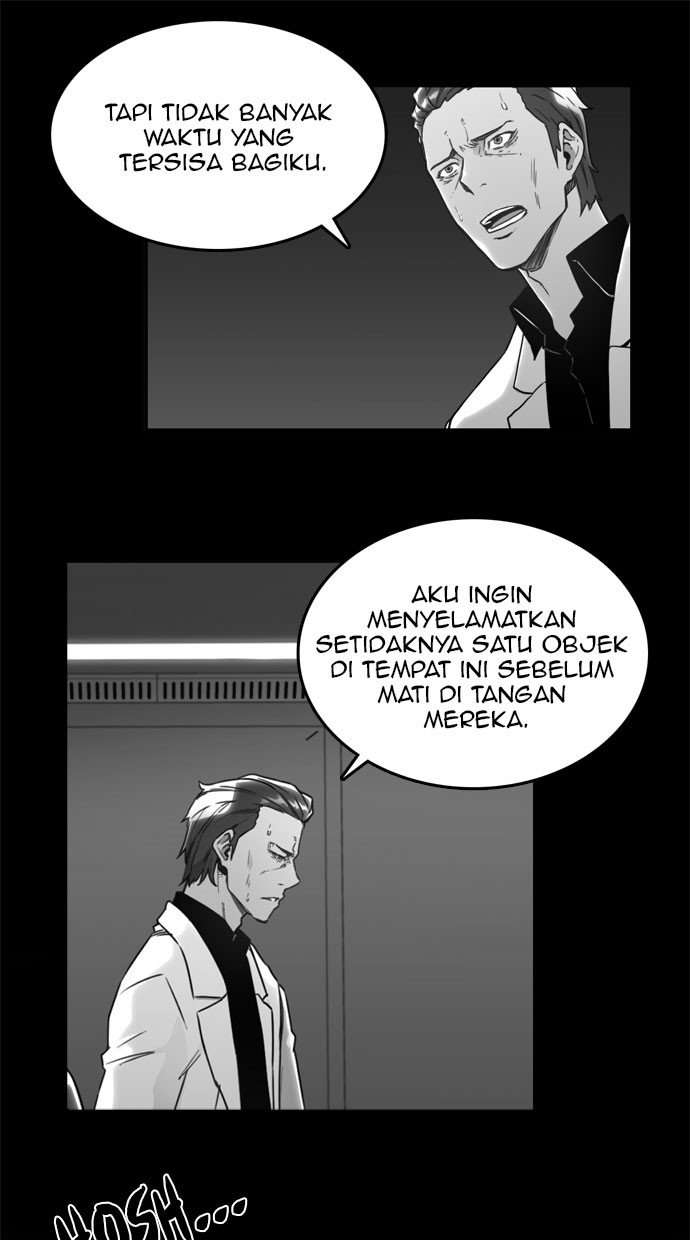 TAPI TIDAK BANYAK
WAKTU YANG
TERSISA BAGIKU.
AKU INGIN
MENYELAMATKAN
SETIDAKNYA SATU OBJEK
DI TEMPAT INI SEBELUM
MATI DI TANGAN
MEREKA.
HOSH...